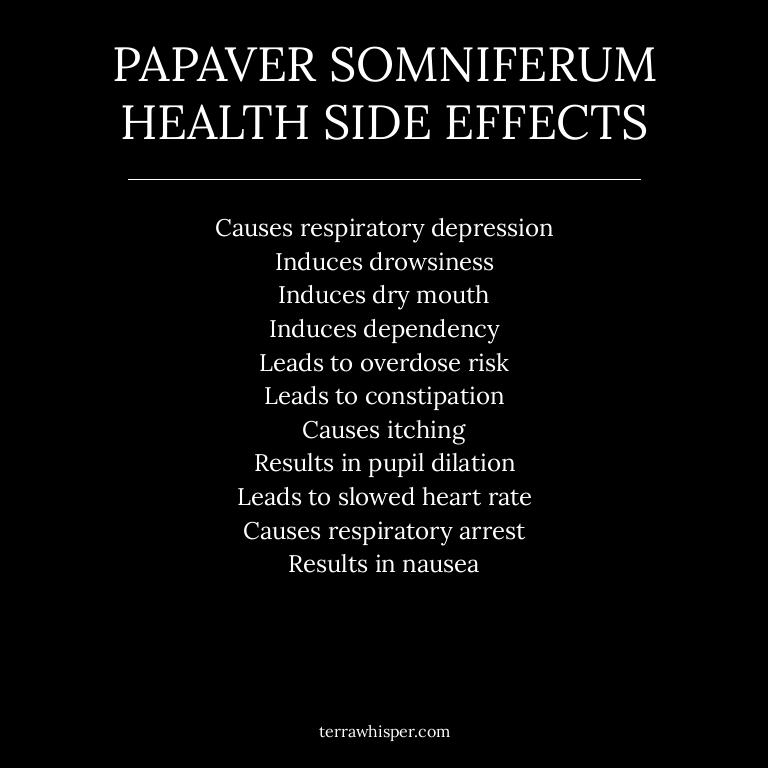 PAPAVER SOMNIFERUM
HEALTH SIDE EFFECTS
Causes respiratory depression
Induces drowsiness
Induces dry mouth
Induces dependency
Leads to overdose risk
Leads to constipation
Causes itching
Results in pupil dilation
Leads to slowed heart rate
Causes respiratory arrest
Results in nausea
terrawhisper.com